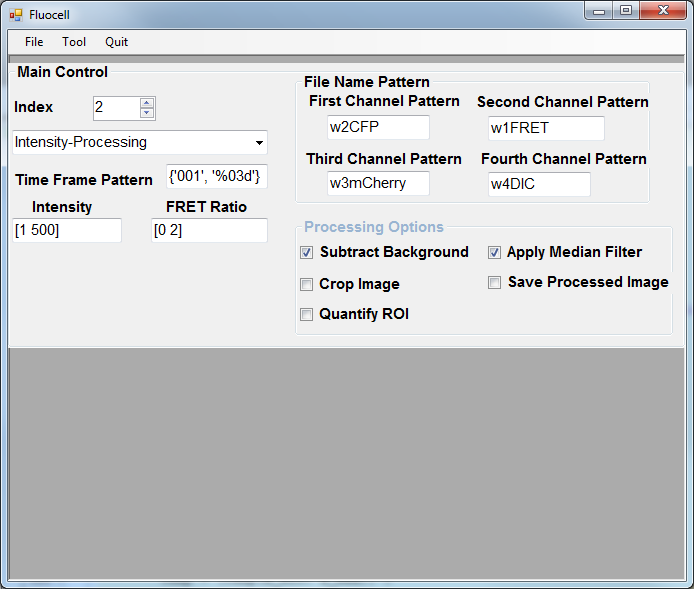 Fluocell
File Tool Quit
Main Control
Index 2
Intensity-Processing
Time Frame Pattern {'001', '%03d'}
Intensity FRET Ratio
[1 500] [0 2]
File Name Pattern
First Channel Pattern Second Channel Pattern
w2CFP w1FRET
Third Channel Pattern Fourth Channel Pattern
w3mCherry w4DIC
Processing Options
Subtract Background Apply Median Filter
Crop Image Save Processed Image
Quantify ROI